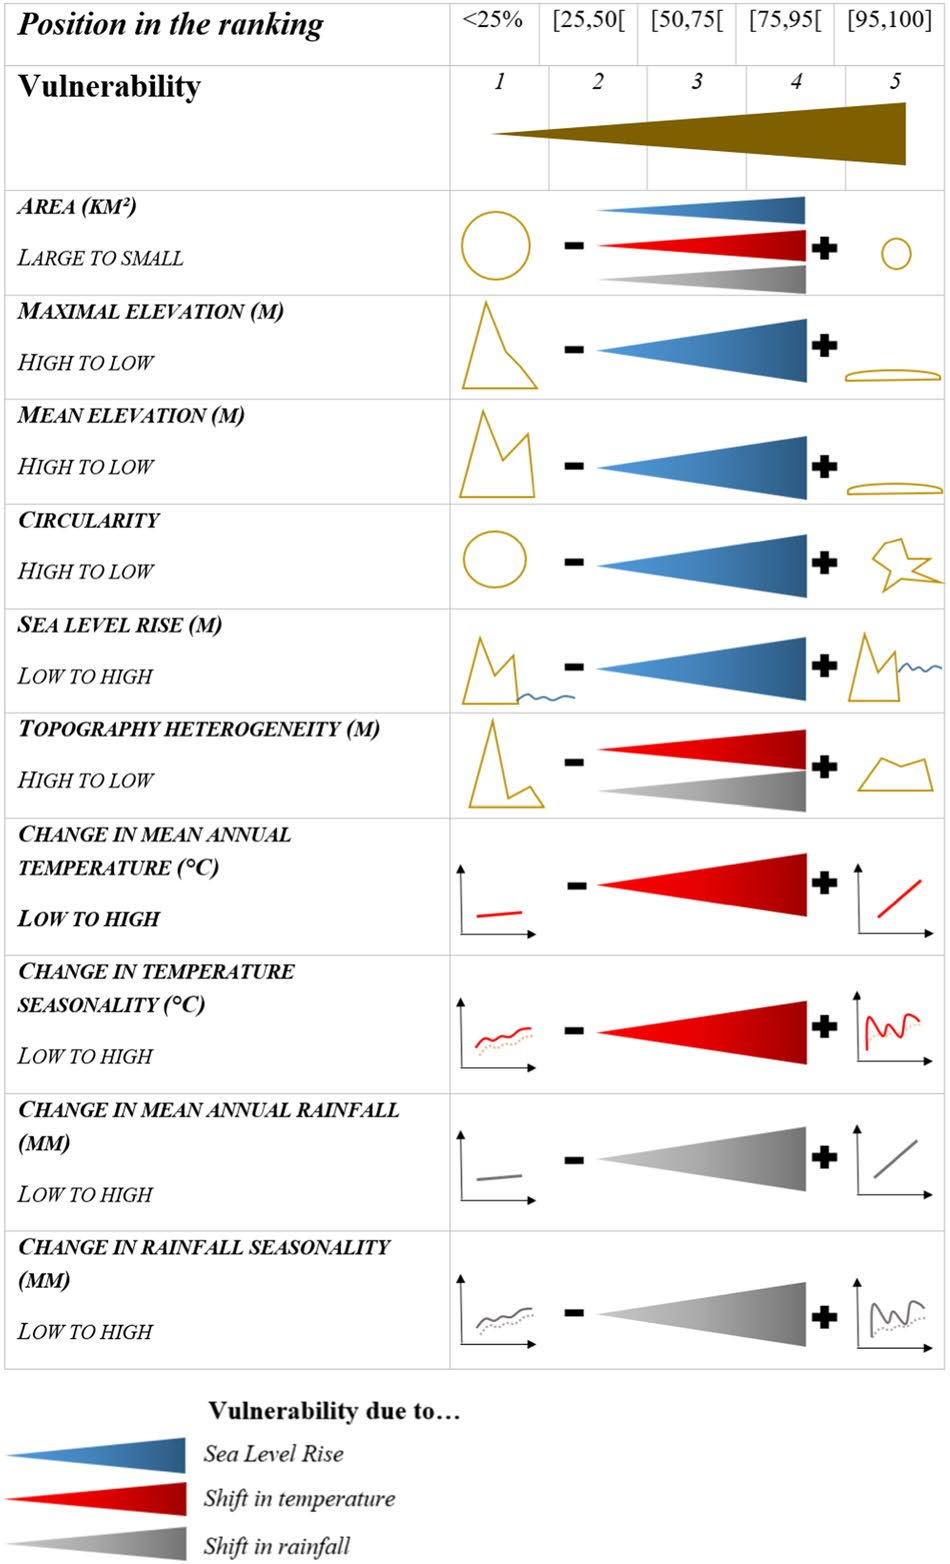 Position in the ranking <25% [25,50[ [50,75[ [75,95[ [95,100]
Vulnerability 1 2 3 4 5
AREA (KM²)
LARGE TO SMALL
MAXIMAL ELEVATION (M)
HIGH TO LOW
MEAN ELEVATION (M)
HIGH TO LOW
CIRCULARITY
HIGH TO LOW
SEA LEVEL RISE (M)
LOW TO HIGH
TOPOGRAPHY HETEROGENEITY (M)
HIGH TO LOW
CHANGE IN MEAN ANNUAL
TEMPERATURE (°C)
LOW TO HIGH
CHANGE IN TEMPERATURE
SEASONALITY (°C)
LOW TO HIGH
CHANGE IN MEAN ANNUAL RAINFALL
(MM)
LOW TO HIGH
CHANGE IN RAINFALL SEASONALITY
(MM)
LOW TO HIGH
Vulnerability due to…
Sea Level Rise
Shift in temperature
Shift in rainfall